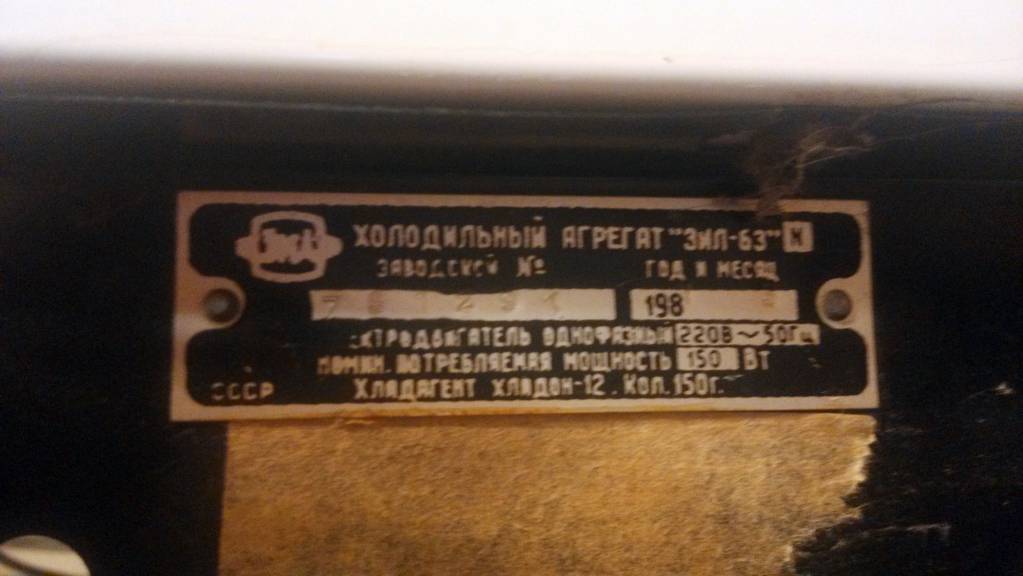 ХОЛОДИЛЬНЫЙ АГРЕГАТ "ЗИЛ-63"
ЗАВОДСКОЙ № ГОД И МЕСЯЦ
198
ЭКТРОДВИГАТЕЛЬ ОДНОФАЗНЫЙ 220В ~ 50Гц
НОМИН. ПОТРЕБЛЯЕМАЯ МОЩНОСТЬ 150 Вт
СССР ХЛАДАГЕНТ ХЛАДОН-12. Кол. 150г.